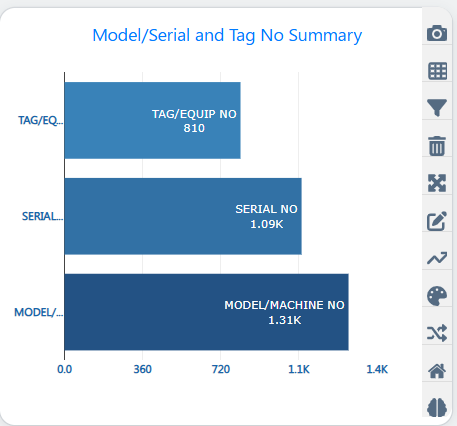 Model/Serial and Tag No Summary
TAG/EQ...
TAG/EQUIP NO
810
SERIAL...
SERIAL NO
1.09K
MODEL/...
MODEL/MACHINE NO
1.31K
0.0 360 720 1.1K 1.4K